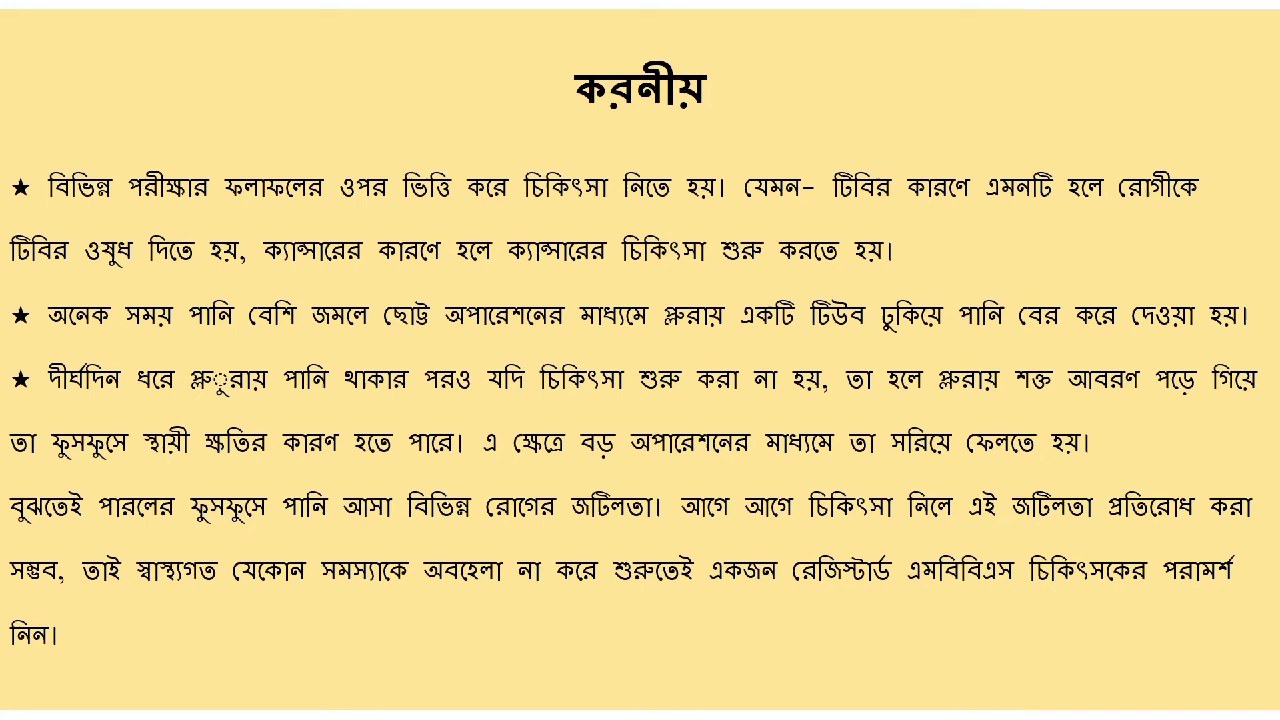 করনীয়
★ বিভিন্ন পরীক্ষার ফলাফলের ওপর ভিত্তি করে চিকিৎসা নিতে হয়। যেমন– টিবির কারণে এমনটি হলে রোগীকে
টিবির ওষুধ দিতে হয়, ক্যান্সারের কারণে হলে ক্যান্সারের চিকিৎসা শুরু করতে হয়।
★ অনেক সময় পানি বেশি জমলে ছোট্ট অপারেশনের মাধ্যমে প্লুরায় একটি টিউব ঢুকিয়ে পানি বের করে দেওয়া হয়।
★ দীর্ঘদিন ধরে প্লুুরায় পানি থাকার পরও যদি চিকিৎসা শুরু করা না হয়, তা হলে প্লুরায় শক্ত আবরণ পড়ে গিয়ে
তা ফুসফুসে স্থায়ী ক্ষতির কারণ হতে পারে। এ ক্ষেত্রে বড় অপারেশনের মাধ্যমে তা সরিয়ে ফেলতে হয়।
বুঝতেই পারলের ফুসফুসে পানি আসা বিভিন্ন রোগের জটিলতা। আগে আগে চিকিৎসা নিলে এই জটিলতা প্রতিরোধ করা
সম্ভব, তাই স্বাস্থ্যগত যেকোন সমস্যাকে অবহেলা না করে শুরুতেই একজন রেজিস্টার্ড এমবিবিএস চিকিৎসকের পরামর্শ
নিন।